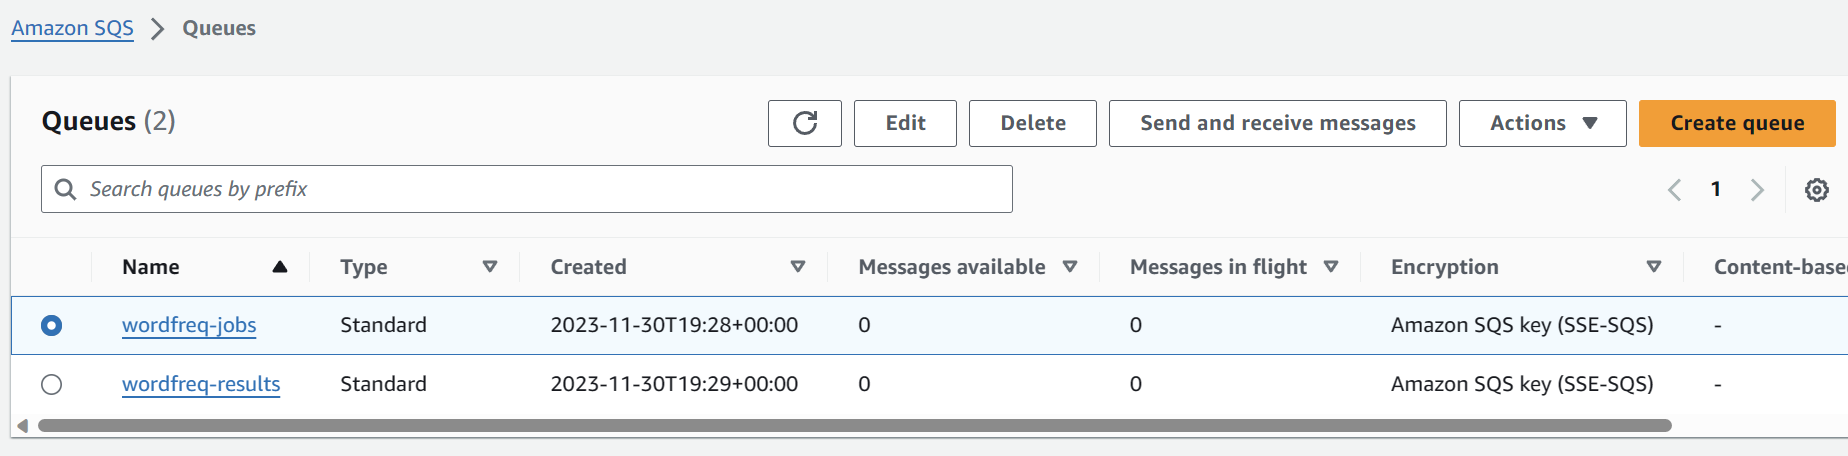 Amazon SQS > Queues
Queues (2) Edit Delete Send and receive messages Actions Create queue
Search queues by prefix 1
Name Type Created Messages available Messages in flight Encryption Content-base
wordfreq-jobs Standard 2023-11-30T19:28+00:00 0 0 Amazon SQS key (SSE-SQS) -
wordfreq-results Standard 2023-11-30T19:29+00:00 0 0 Amazon SQS key (SSE-SQS) -